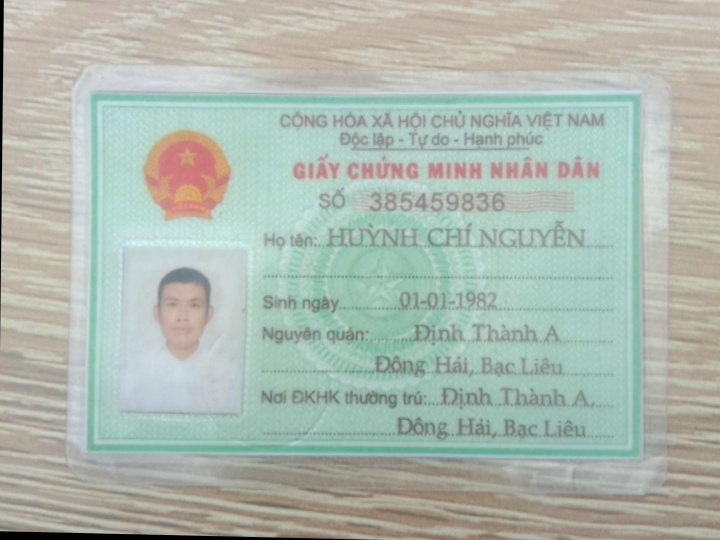 CỘNG HÒA XÃ HỘI CHỦ NGHĨA VIỆT NAM
Độc lập - Tự do - Hạnh phúc
GIẤY CHỨNG MINH NHÂN DÂN
SỐ 385459836
Họ tên: HUỲNH CHÍ NGUYỄN
Sinh ngày 01-01-1982
Nguyên quán: Định Thành A
Đông Hải, Bạc Liêu
Nơi ĐKHK thường trú: Định Thành A,
Đông Hải, Bạc Liêu